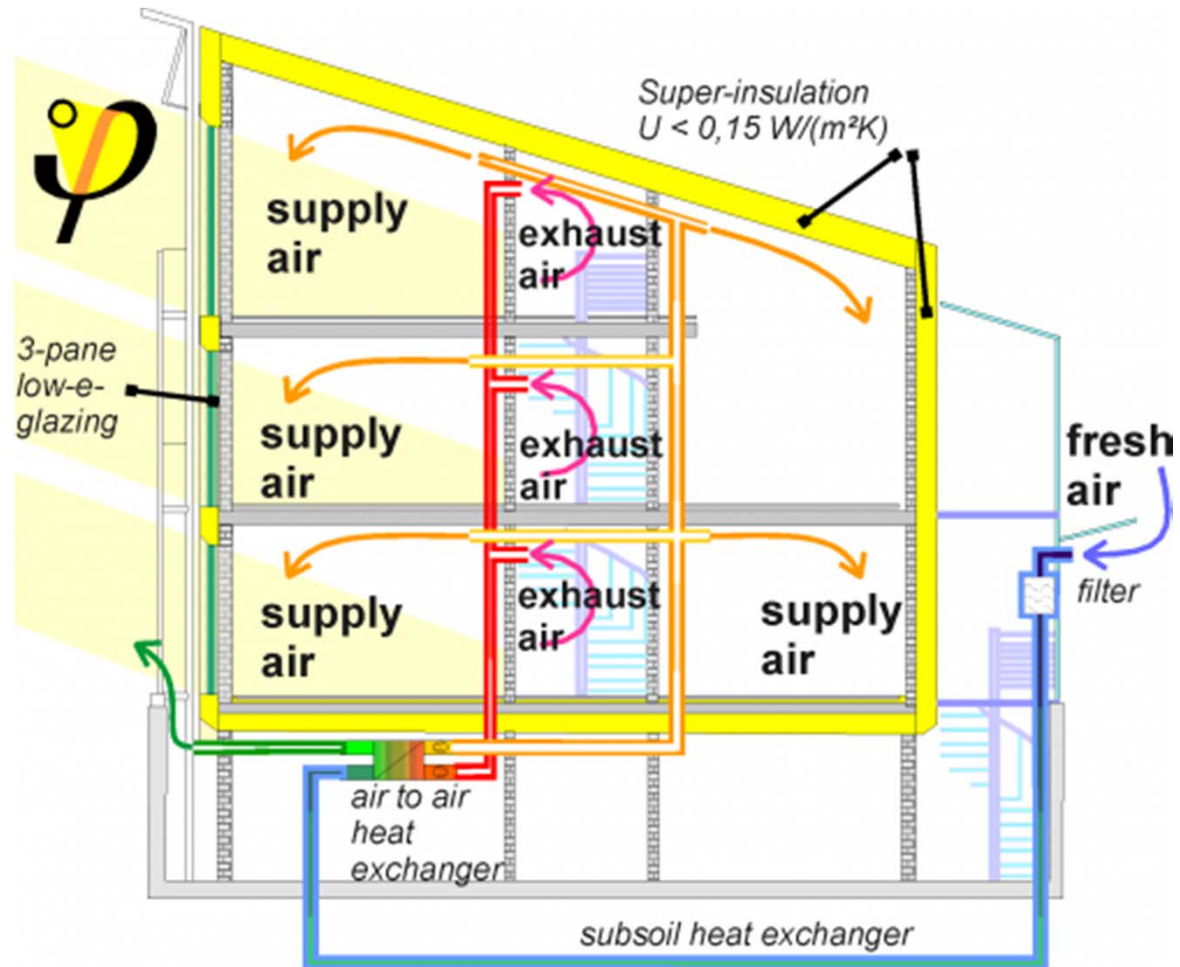 Super-insulation
U < 0,15 W/(m²K)
supply
air
exhaust
air
3-pane
low-e-
glazing
supply
air
exhaust
air
fresh
air
supply
air
exhaust
air
supply
air
filter
air to air
heat
exchanger
subsoil heat exchanger